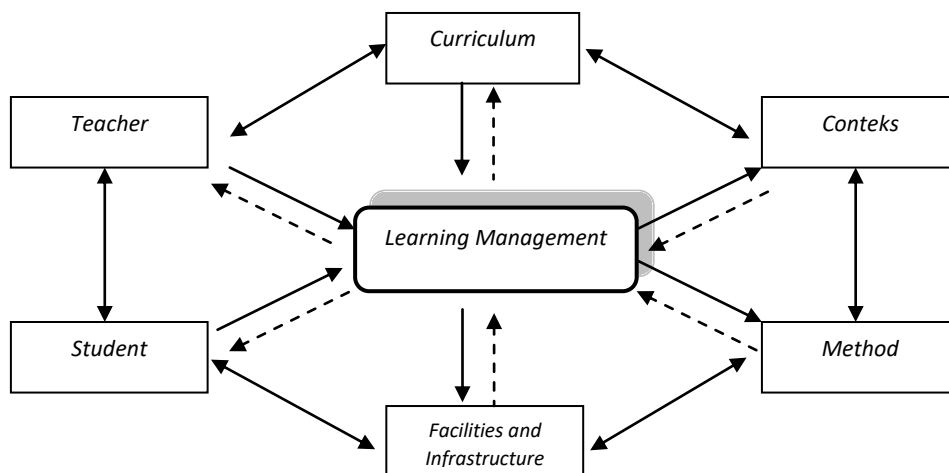 Curriculum
Teacher
Conteks
Learning Management
Student
Method
Facilities and
Infrastructure